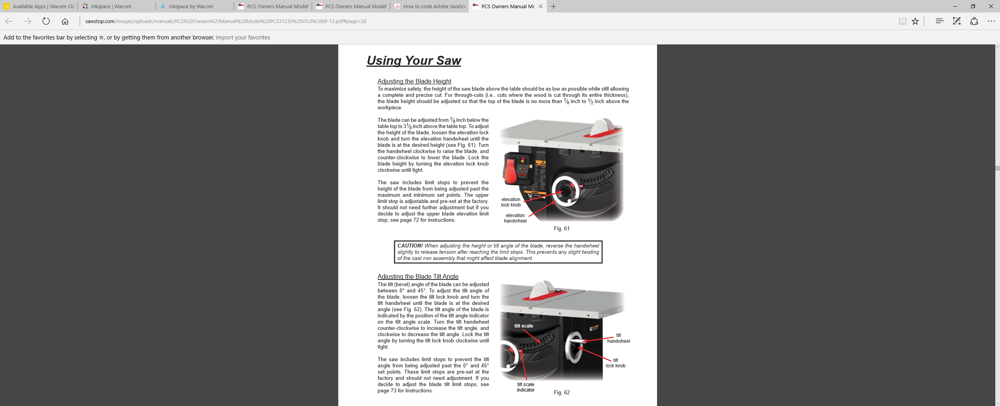 Available Apps | Wacom Clc
Inkspace | Wacom
Inkspace by Wacom
PCS Owners Manual Model
PCS Owners Manual Model
How to code Adobe JavaScr
PCS Owners Manual Mc
sawstop.com/images/uploads/manuals/PCS%20Owners%20Manual%20Model%20PCS31230%20V5.0%2009-13.pdf#page=28
Add to the favorites bar by selecting ☆, or by getting them from another browser. Import your favorites
Using Your Saw
Adjusting the Blade Height
To maximize safety, the height of the saw blade above the table should be as low as possible while still allowing
a complete and precise cut. For through-cuts (i.e., cuts where the wood is cut through its entire thickness),
the blade height should be adjusted so that the top of the blade is no more than 1/8 inch to 1/2 inch above the
workpiece.
The blade can be adjusted from 1/8 inch below the
table top to 3 1/8 inch above the table top. To adjust
the height of the blade, loosen the elevation lock
knob and turn the elevation handwheel until the
blade is at the desired height (see Fig. 61). Turn
the handwheel clockwise to raise the blade, and
counter-clockwise to lower the blade. Lock the
blade height by turning the elevation lock knob
clockwise until tight.
The saw includes limit stops to prevent the
height of the blade from being adjusted past the
maximum and minimum set points. The upper
limit stop is adjustable and pre-set at the factory.
It should not need further adjustment but if you
decide to adjust the upper blade elevation limit
stop, see page 72 for instructions.
elevation
lock knob
elevation
handwheel
Fig. 61
CAUTION! When adjusting the height or tilt angle of the blade, reverse the handwheel
slightly to release tension after reaching the limit stops. This prevents any slight twisting
of the cast iron assembly that might affect blade alignment.
Adjusting the Blade Tilt Angle
The tilt (bevel) angle of the blade can be adjusted
between 0° and 45°. To adjust the tilt angle of
the blade, loosen the tilt lock knob and turn the
tilt handwheel until the blade is at the desired
angle (see Fig. 62). The tilt angle of the blade is
indicated by the position of the tilt angle indicator
on the tilt angle scale. Turn the tilt handwheel
counter-clockwise to increase the tilt angle, and
clockwise to decrease the tilt angle. Lock the tilt
angle by turning the tilt lock knob clockwise until
tight.
The saw includes limit stops to prevent the tilt
angle from being adjusted past the 0° and 45°
set points. These limit stops are pre-set at the
factory and should not need adjustment. If you
decide to adjust the blade tilt limit stops, see
page 73 for instructions.
tilt scale
tilt
handwheel
tilt
lock knob
tilt scale
indicator
Fig. 62